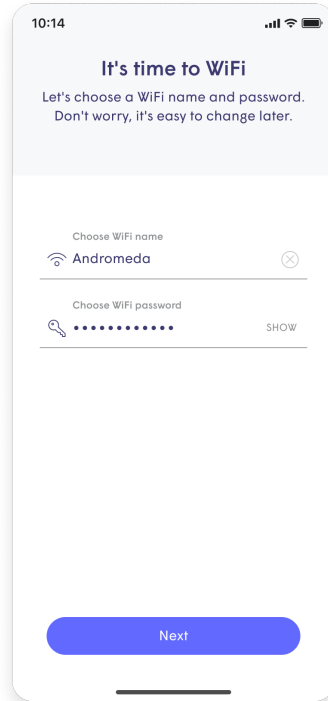 10:14
It's time to WiFi
Let's choose a WiFi name and password.
Don't worry, it's easy to change later.
Choose WiFi name
Andromeda
Choose WiFi password
••••••••••••
SHOW
Next